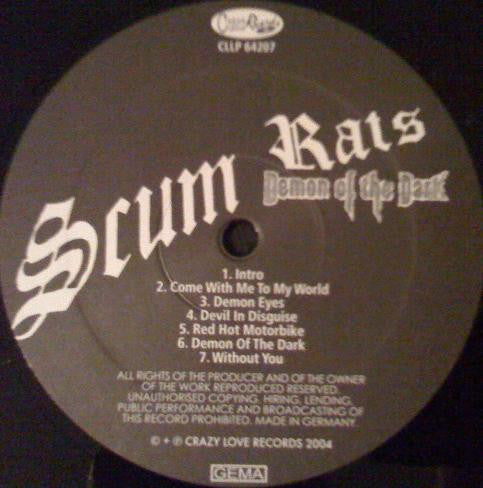 Crazy Love
CLLP 64207
Scum Rats
Demon of the Dark
1. Intro
2. Come With Me To My World
3. Demon Eyes
4. Devil In Disguise
5. Red Hot Motorbike
6. Demon Of The Dark
7. Without You
ALL RIGHTS OF THE PRODUCER AND OF THE OWNER
OF THE WORK REPRODUCED RESERVED.
UNAUTHORISED COPYING, HIRING, LENDING,
PUBLIC PERFORMANCE AND BROADCASTING OF
THIS RECORD PROHIBITED. MADE IN GERMANY.
© + ℗ CRAZY LOVE RECORDS 2004
GEMA